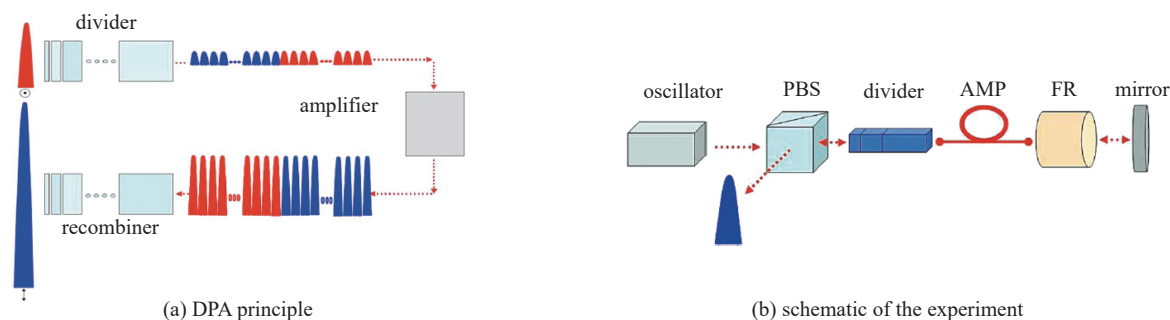 divider
amplifier
recombiner
(a) DPA principle
oscillator
PBS
divider
AMP
FR
mirror
(b) schematic of the experiment